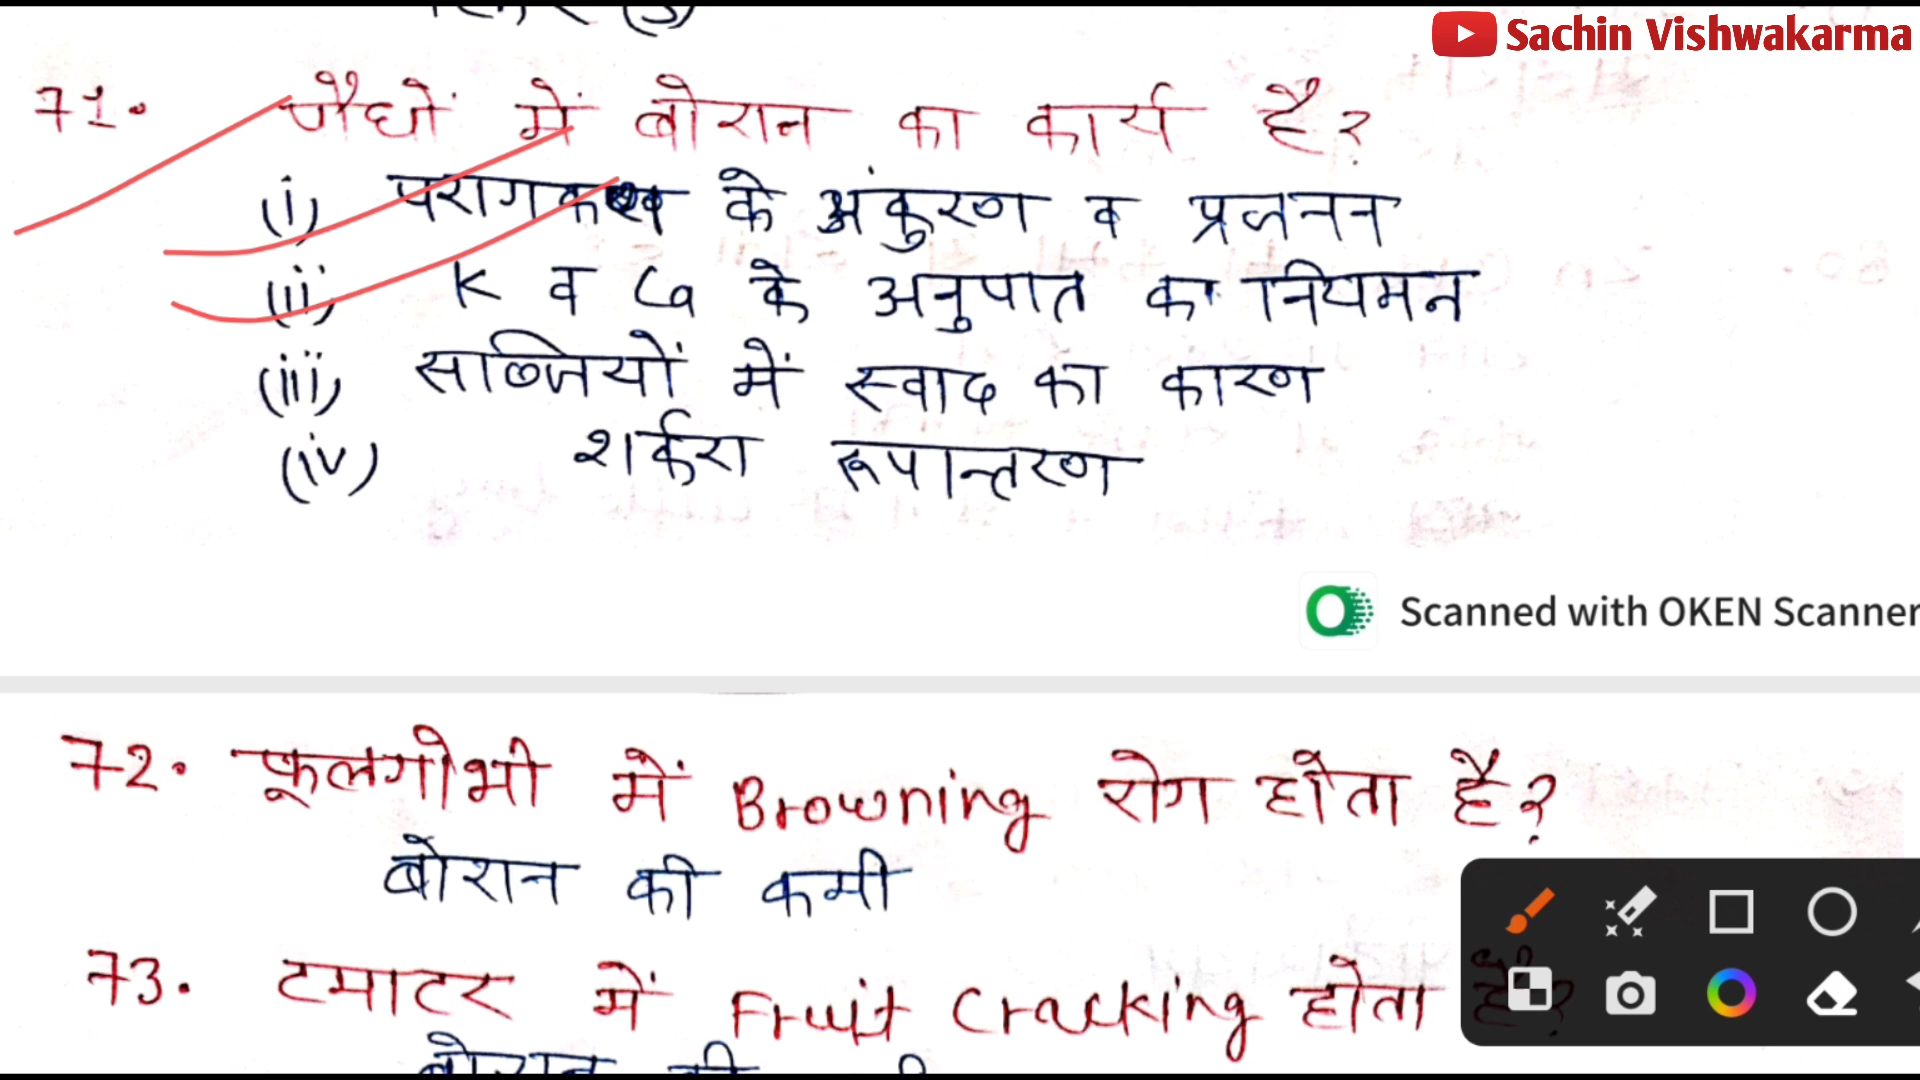 Sachin Vishwakarma
71. पौधों में बोरान का कार्य है?
(i) परागकण के अंकुरण व प्रजनन
(ii) K व Ca के अनुपात का नियमन
(iii) सब्जियों में स्वाद का कारण
(iv) शर्करा रूपान्तरण
Scanned with OKEN Scanner
72. फूलगोभी में Browning रोग होता है?
बोरान की कमी
73. टमाटर में Fruit Cracking होता है?